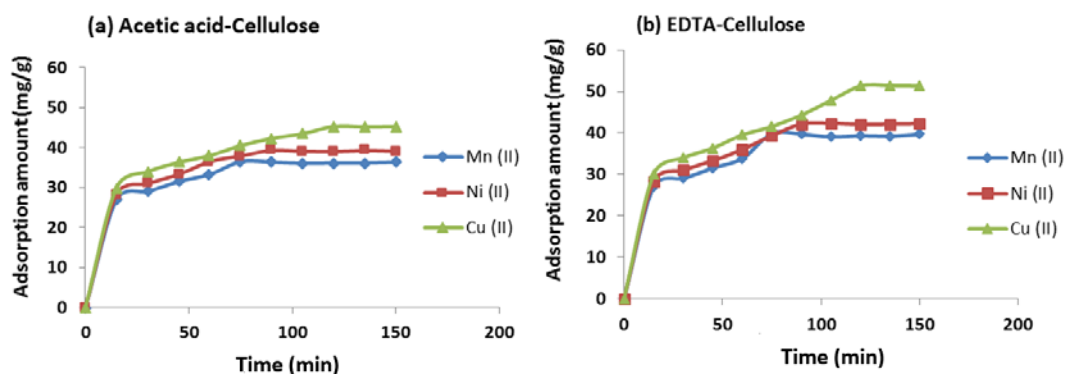 (a) Acetic acid-Cellulose
Adsorption amount (mg/g)
60
50
40
30
20
10
0
0 50 100 150 200
Time (min)
Mn (II)
Ni (II)
Cu (II)
(b) EDTA-Cellulose
Adsorption amount (mg/g)
60
50
40
30
20
10
0
0 50 100 150 200
Time (min)
Mn (II)
Ni (II)
Cu (II)